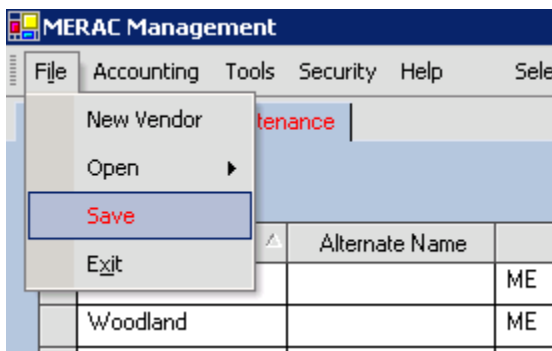 MERAC Management
File Accounting Tools Security Help Sele
New Vendor tenance
Open
Save
Alternate Name
Exit
ME
Woodland ME